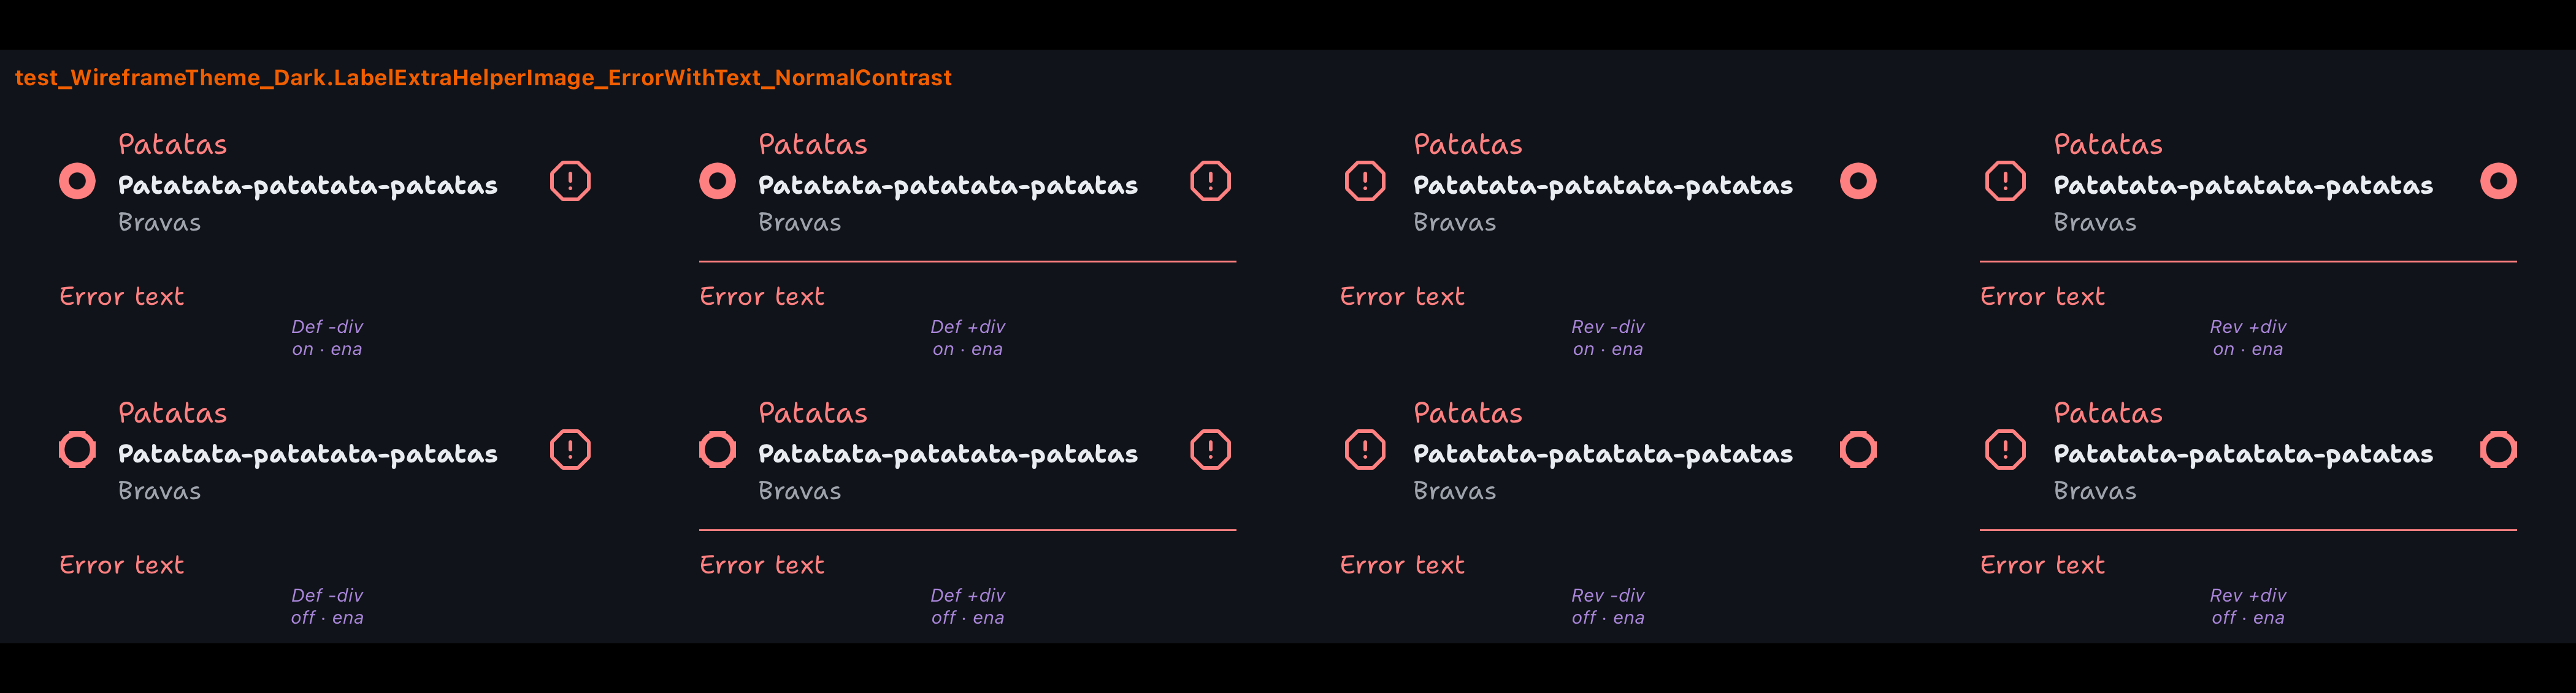 test_WireframeTheme_Dark.LabelExtraHelperImage_ErrorWithText_NormalContrast
Patatas
Patatata-patatata-patatas
Bravas
Error text
Def -div
on · ena
Patatas
Patatata-patatata-patatas
Bravas
Error text
Def +div
on · ena
Patatas
Patatata-patatata-patatas
Bravas
Error text
Rev -div
on · ena
Patatas
Patatata-patatata-patatas
Bravas
Error text
Rev +div
on · ena
Patatas
Patatata-patatata-patatas
Bravas
Error text
Def -div
off · ena
Patatas
Patatata-patatata-patatas
Bravas
Error text
Def +div
off · ena
Patatas
Patatata-patatata-patatas
Bravas
Error text
Rev -div
off · ena
Patatas
Patatata-patatata-patatas
Bravas
Error text
Rev +div
off · ena